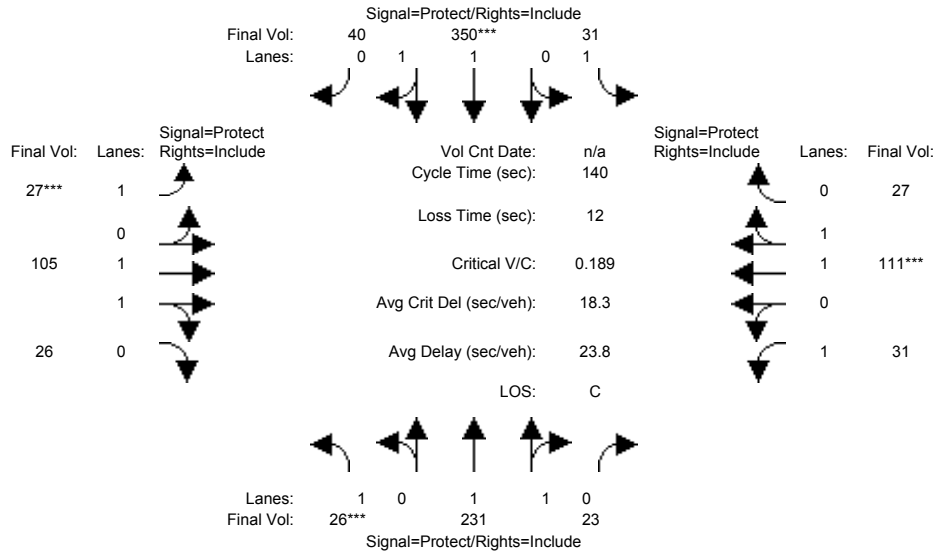 Signal=Protect/Rights=Include
Final Vol: 40 350*** 31
Lanes: 0 1 1 0 1
Signal=Protect
Final Vol: Lanes: Rights=Include
Vol Cnt Date: n/a
Signal=Protect
Rights=Include Lanes: Final Vol:
Cycle Time (sec): 140
27*** 1
0 27
Loss Time (sec): 12
0
1
105 1
Critical V/C: 0.189
1 111***
1
Avg Crit Del (sec/veh): 18.3
0
26 0
Avg Delay (sec/veh): 23.8
1 31
LOS: C
Lanes: 1 0 1 1 0
Final Vol: 26*** 231 23
Signal=Protect/Rights=Include